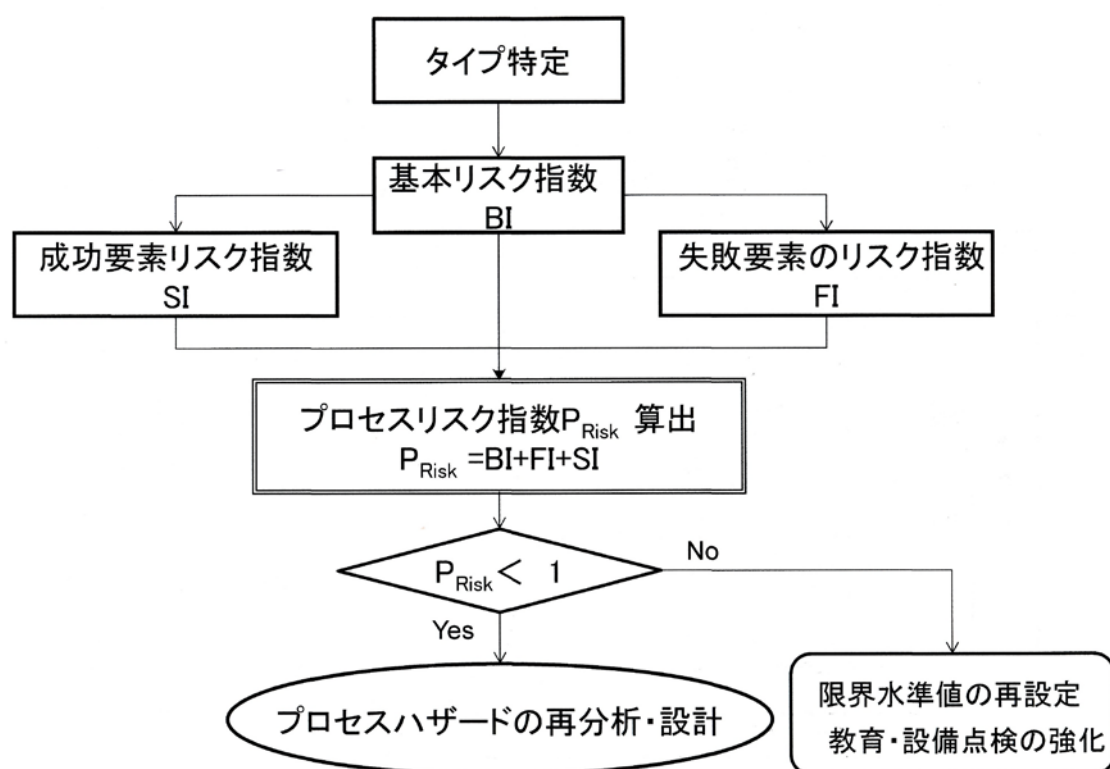 タイプ特定
基本リスク指数
BI
成功要素リスク指数
SI
失敗要素のリスク指数
FI
プロセスリスク指数PRisk 算出
PRisk =BI+FI+SI
PRisk < 1
No
Yes
プロセスハザードの再分析・設計
限界水準値の再設定
教育・設備点検の強化